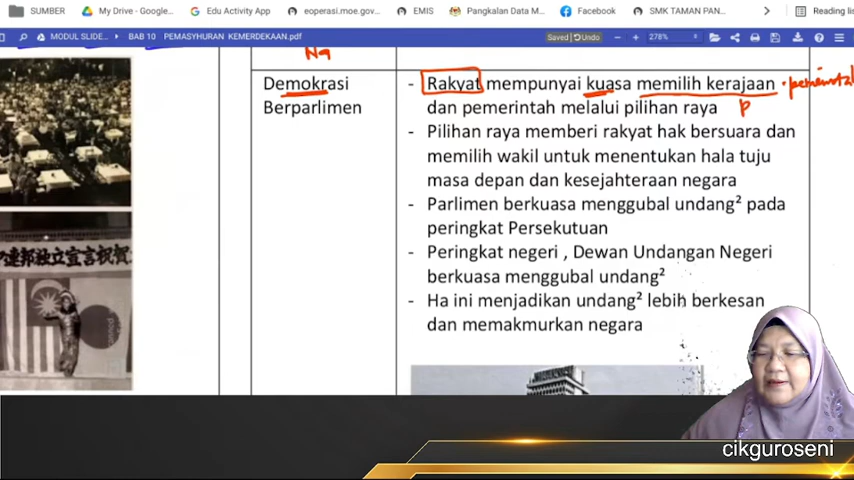 SUMBER
My Drive - Google...
Edu Activity - Goog...
eoperasi.moe.gov...
EMIS
Pangkalan Data M...
Facebook
SMK TAMAN PAN...
Reading lis
MODUL SLIDE...
BAB 10 PEMASYHURAN KEMERDEKAAN.pdf
Saved
Undo
278%
Na
Demokrasi
Berparlimen
- Rakyat mempunyai kuasa memilih kerajaan
dan pemerintah melalui pilihan raya
P
- Pilihan raya memberi rakyat hak bersuara dan
memilih wakil untuk menentukan hala tuju
masa depan dan kesejahteraan negara
- Parlimen berkuasa menggubal undang² pada
peringkat Persekutuan
- Peringkat negeri , Dewan Undangan Negeri
berkuasa menggubal undang²
- Ha ini menjadikan undang² lebih berkesan
dan memakmurkan negara
cikguroseni